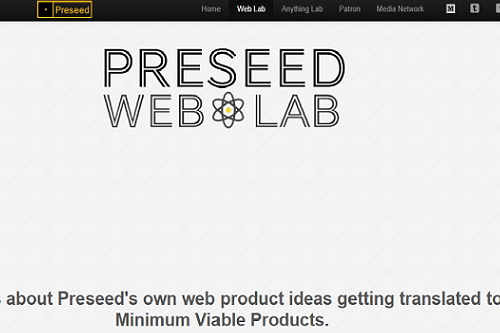 Preseed Home Web Lab Anything Lab Patron Media Network
PRESEED
WEB LAB
about Preseed's own web product ideas getting translated to
Minimum Viable Products.